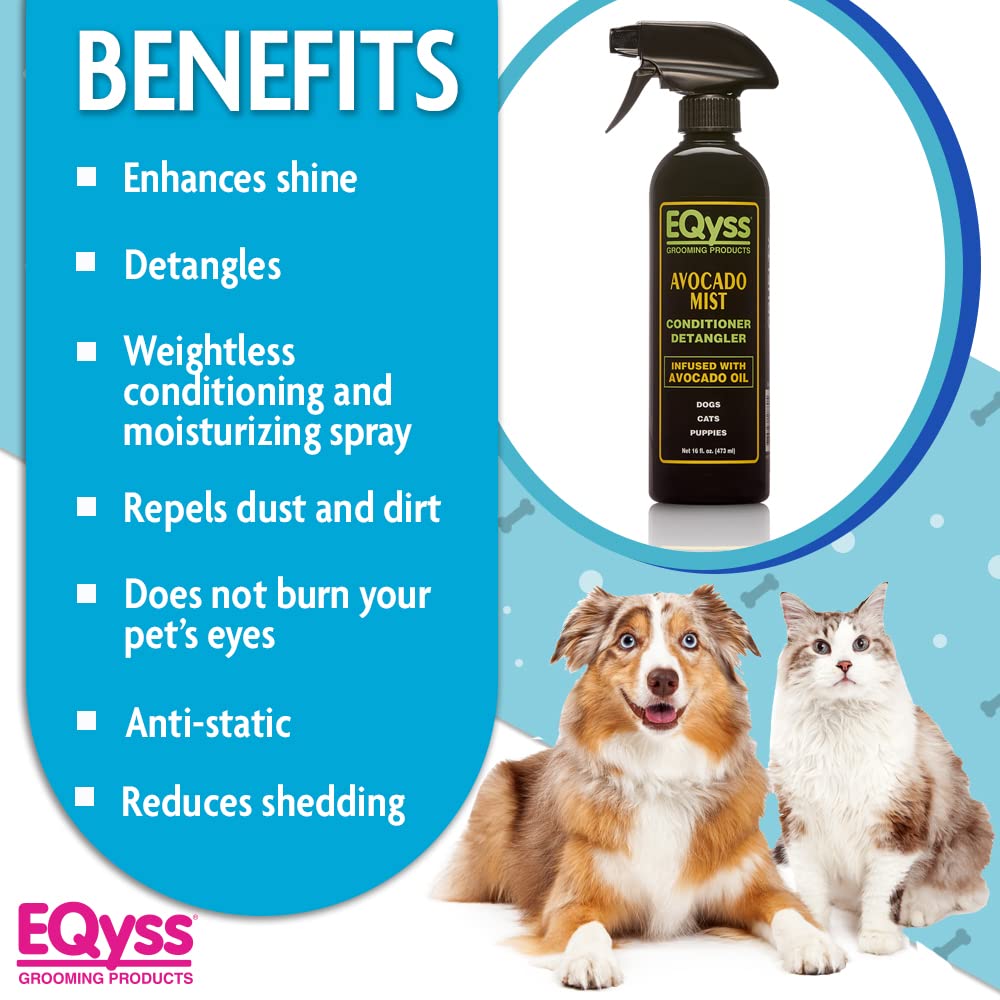 BENEFITS
Enhances shine
Detangles
Weightless
conditioning and
moisturizing spray
Repels dust and dirt
Does not burn your
pet's eyes
Anti-static
Reduces shedding
EQyss®
GROOMING PRODUCTS
AVOCADO
MIST
CONDITIONER
DETANGLER
INFUSED WITH
AVOCADO OIL
DOGS
CATS
PUPPIES
Net 16 fl. oz. (473 ml)
EQyss®
GROOMING PRODUCTS